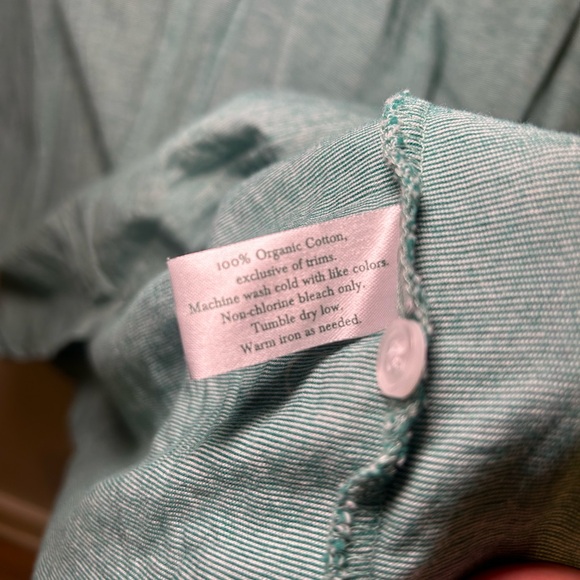 100% Organic Cotton,
exclusive of trims.
Machine wash cold with like colors.
Non-chlorine bleach only.
Tumble dry low.
Warm iron as needed.